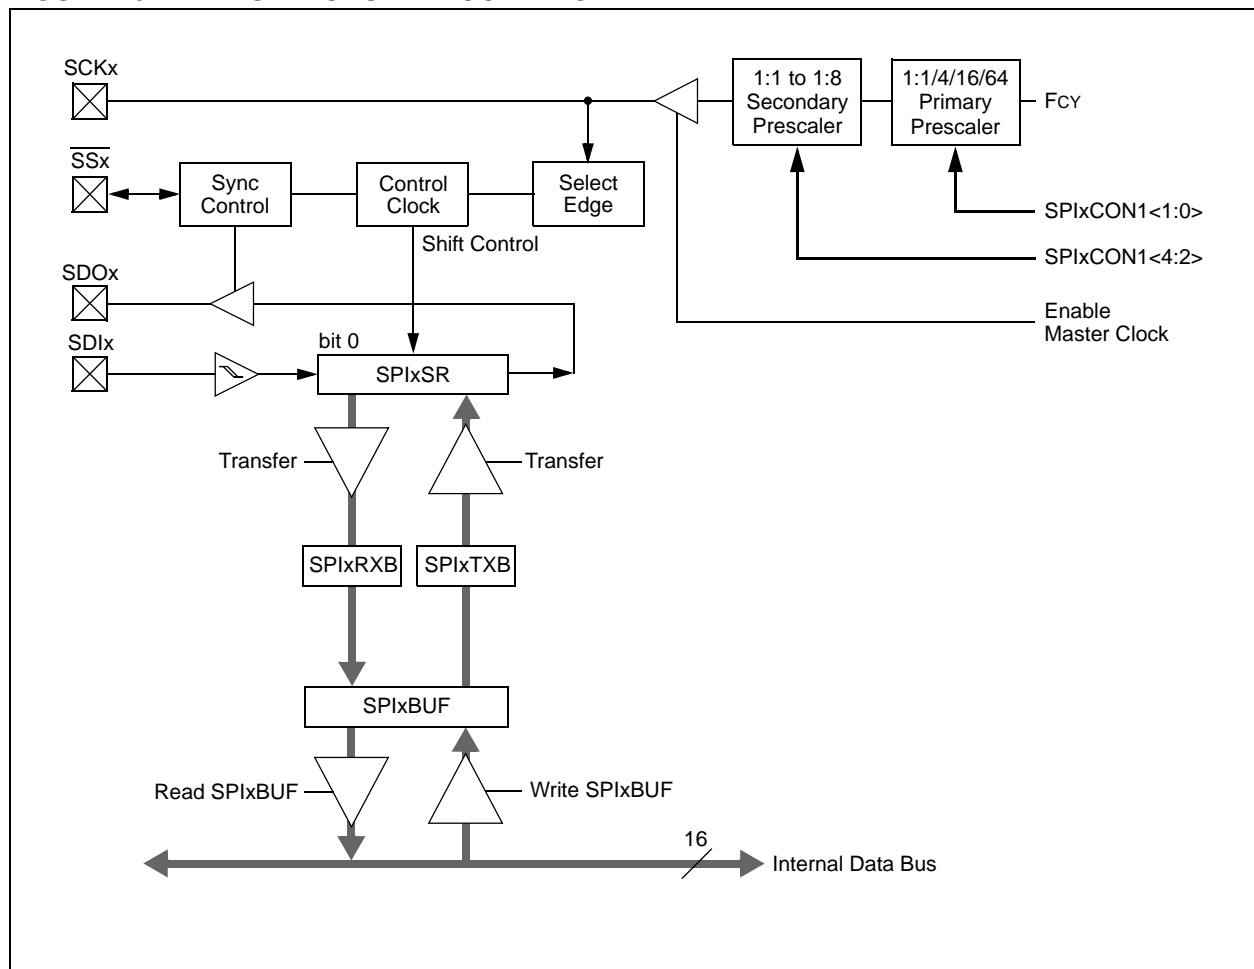 SCKx
1:1 to 1:8
Secondary
Prescaler
1:1/4/16/64
Primary
Prescaler
FCY
SSx
Sync
Control
Control
Clock
Select
Edge
SPIxCON1<1:0>
Shift Control
SPIxCON1<4:2>
SDOx
Enable
Master Clock
SDIx
bit 0
SPIxSR
Transfer
Transfer
SPIxRXB
SPIxTXB
SPIxBUF
Read SPIxBUF
Write SPIxBUF
16
Internal Data Bus